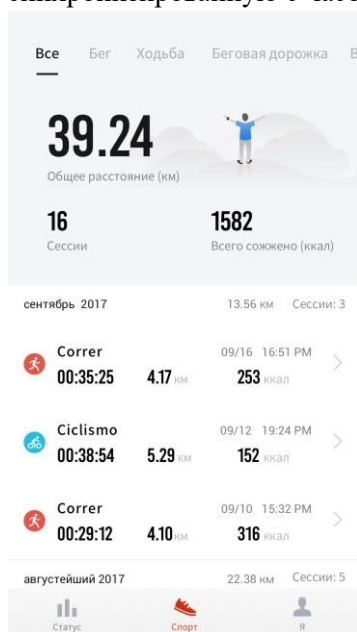 Все Бег Ходьба Беговая дорожка
39.24
Общее расстояние (км)
16 1582
Сессии Всего сожжено (ккал)
сентябрь 2017 13.56 км Сессии: 3
Correr 09/16 16:51 PM
00:35:25 4.17 км 253 ккал
Ciclismo 09/12 19:24 PM
00:38:54 5.29 км 152 ккал
Correr 09/10 15:32 PM
00:29:12 4.10 км 316 ккал
августейший 2017 22.38 км Сессии: 5
Статус Спорт Я